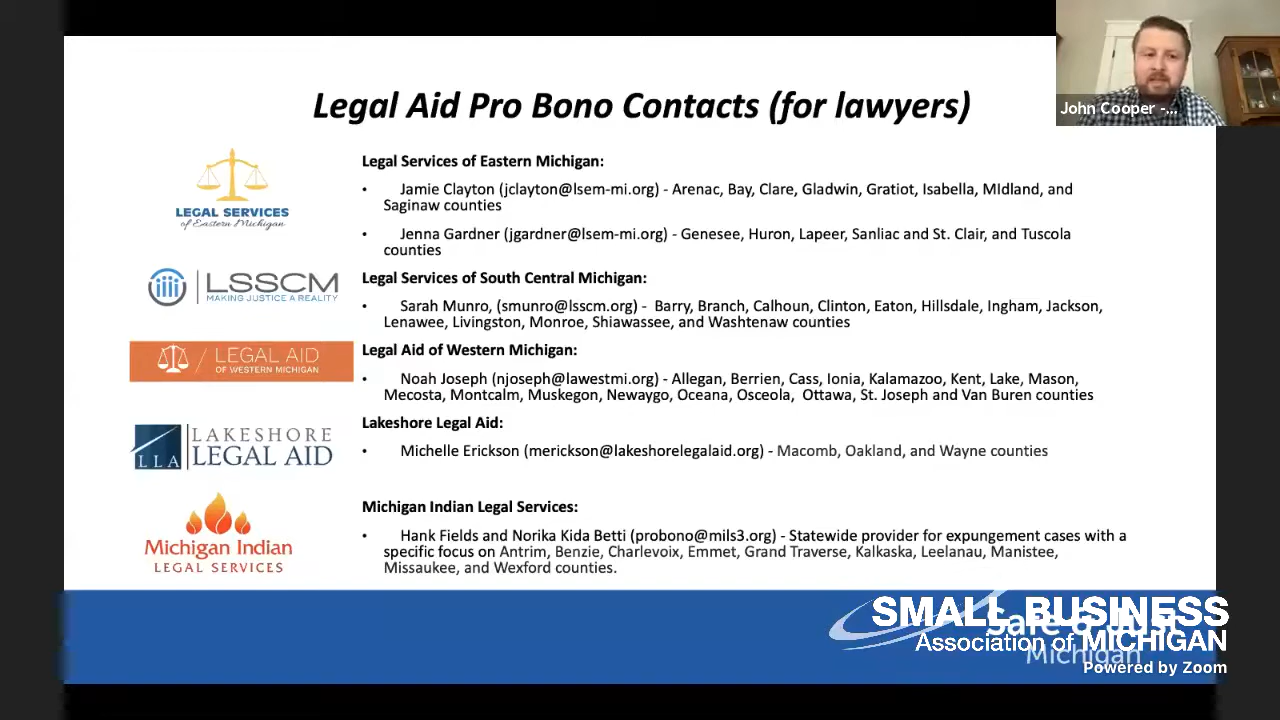 Legal Aid Pro Bono Contacts (for lawyers)
John Cooper -...
LEGAL SERVICES
of Eastern Michigan
Legal Services of Eastern Michigan:
• Jamie Clayton (jclayton@lsem-mi.org) - Arenac, Bay, Clare, Gladwin, Gratiot, Isabella, MIdland, and
Saginaw counties
• Jenna Gardner (jgardner@lsem-mi.org) - Genesee, Huron, Lapeer, Sanliac and St. Clair, and Tuscola
counties
LSSCM
MAKING JUSTICE A REALITY
Legal Services of South Central Michigan:
• Sarah Munro, (smunro@lsscm.org) - Barry, Branch, Calhoun, Clinton, Eaton, Hillsdale, Ingham, Jackson,
Lenawee, Livingston, Monroe, Shiawassee, and Washtenaw counties
LEGAL AID
OF WESTERN MICHIGAN
Legal Aid of Western Michigan:
• Noah Joseph (njoseph@lawestmi.org) - Allegan, Berrien, Cass, Ionia, Kalamazoo, Kent, Lake, Mason,
Mecosta, Montcalm, Muskegon, Newaygo, Oceana, Osceola, Ottawa, St. Joseph and Van Buren counties
LLA
LAKESHORE
LEGAL AID
Lakeshore Legal Aid:
• Michelle Erickson (merickson@lakeshorelegalaid.org) - Macomb, Oakland, and Wayne counties
Michigan Indian
LEGAL SERVICES
Michigan Indian Legal Services:
• Hank Fields and Norika Kida Betti (probono@mils3.org) - Statewide provider for expungement cases with a
specific focus on Antrim, Benzie, Charlevoix, Emmet, Grand Traverse, Kalkaska, Leelanau, Manistee,
Missaukee, and Wexford counties.
SMALL BUSINESS
Association of MICHIGAN
Safe & Just
Michigan
Powered by Zoom